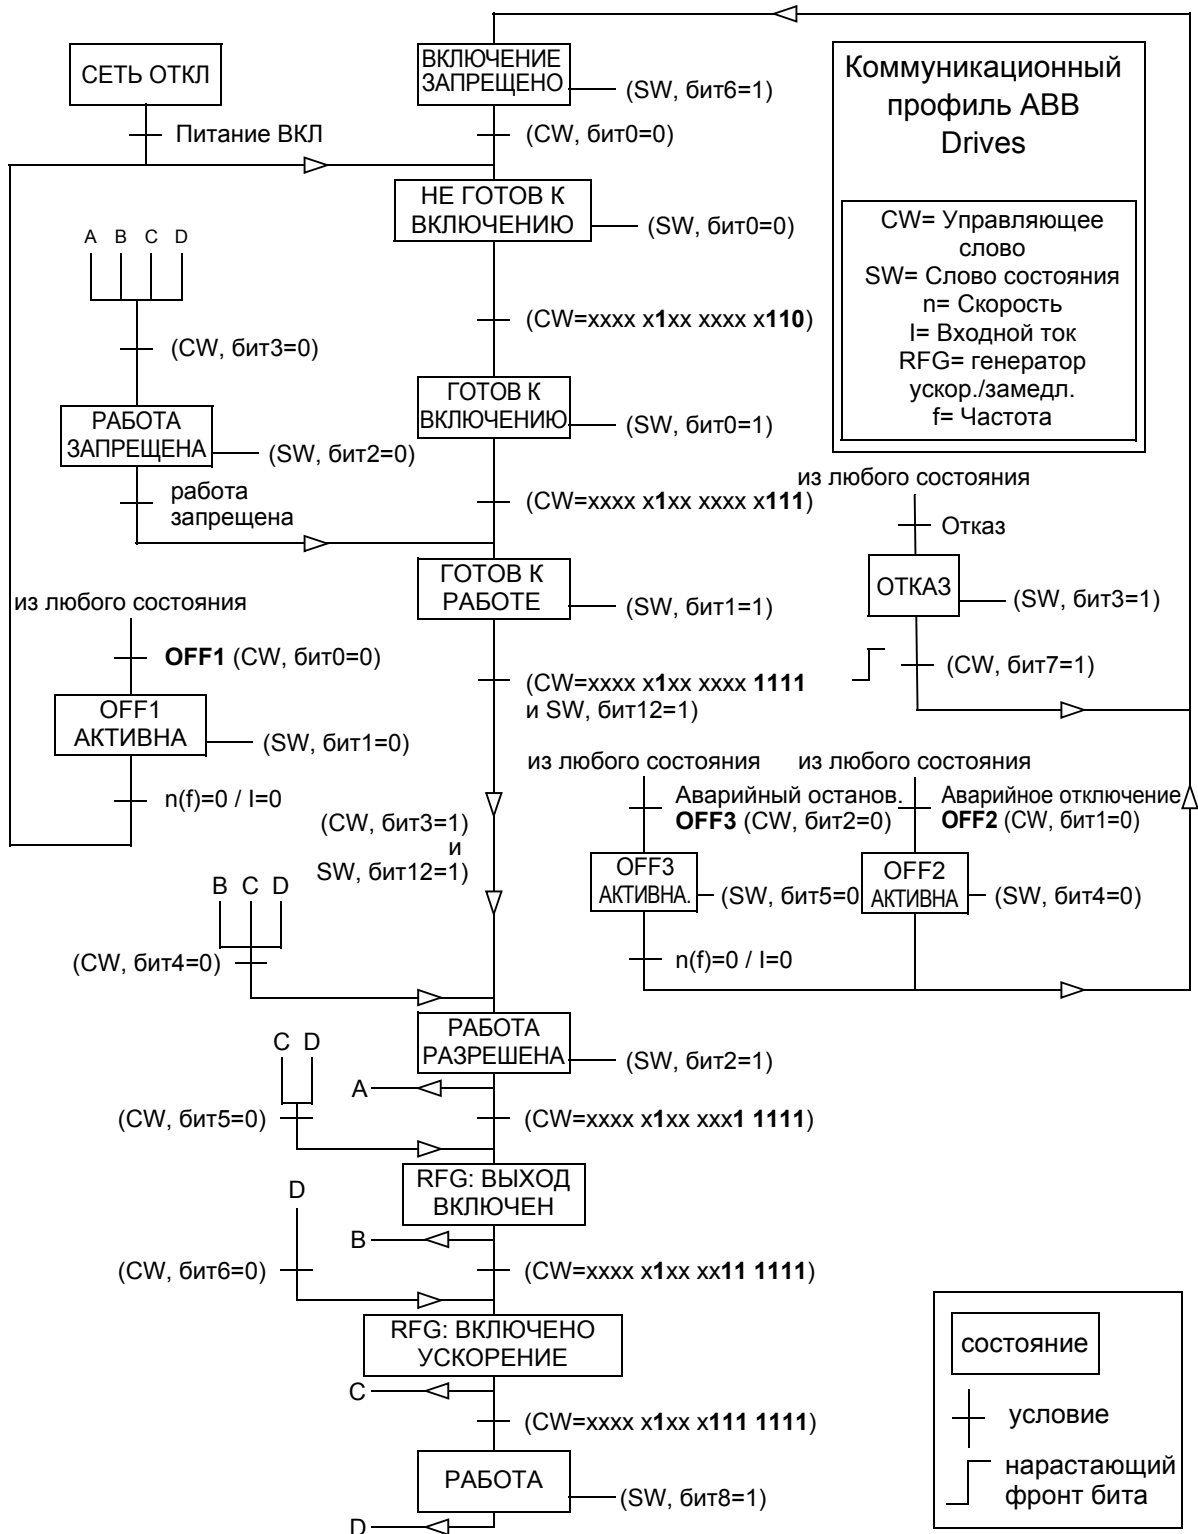 СЕТЬ ОТКЛ
ВКЛЮЧЕНИЕ
ЗАПРЕЩЕНО
(SW, бит6=1)
Питание ВКЛ
(CW, бит0=0)
Коммуникационный
профиль ABB
Drives
CW= Управляющее
слово
SW= Слово состояния
n= Скорость
I= Входной ток
RFG= генератор
ускор./замедл.
f= Частота
НЕ ГОТОВ К
ВКЛЮЧЕНИЮ
(SW, бит0=0)
A B C D
(CW=xxxx x1xx xxxx x110)
(CW, бит3=0)
ГОТОВ К
ВКЛЮЧЕНИЮ
(SW, бит0=1)
РАБОТА
ЗАПРЕЩЕНА
(SW, бит2=0)
работа
запрещена
(CW=xxxx x1xx xxxx x111)
из любого состояния
Отказ
ОТКАЗ
(SW, бит3=1)
(CW, бит7=1)
ГОТОВ К
РАБОТЕ
(SW, бит1=1)
из любого состояния
OFF1 (CW, бит0=0)
OFF1
АКТИВНА
(SW, бит1=0)
n(f)=0 / I=0
(CW=xxxx x1xx xxxx 1111
и SW, бит12=1)
(CW, бит3=1)
и
SW, бит12=1)
из любого состояния
Аварийный останов.
OFF3 (CW, бит2=0)
OFF3
АКТИВНА.
(SW, бит5=0
n(f)=0 / I=0
из любого состояния
Аварийное отключение
OFF2 (CW, бит1=0)
OFF2
АКТИВНА
(SW, бит4=0)
B C D
(CW, бит4=0)
РАБОТА
РАЗРЕШЕНА
(SW, бит2=1)
C D
A
(CW, бит5=0)
(CW=xxxx x1xx xxx1 1111)
RFG: ВЫХОД
ВКЛЮЧЕН
D
B
(CW, бит6=0)
(CW=xxxx x1xx xx11 1111)
RFG: ВКЛЮЧЕНО
УСКОРЕНИЕ
C
(CW=xxxx x1xx x111 1111)
РАБОТА
(SW, бит8=1)
D
состояние
условие
нарастающий
фронт бита